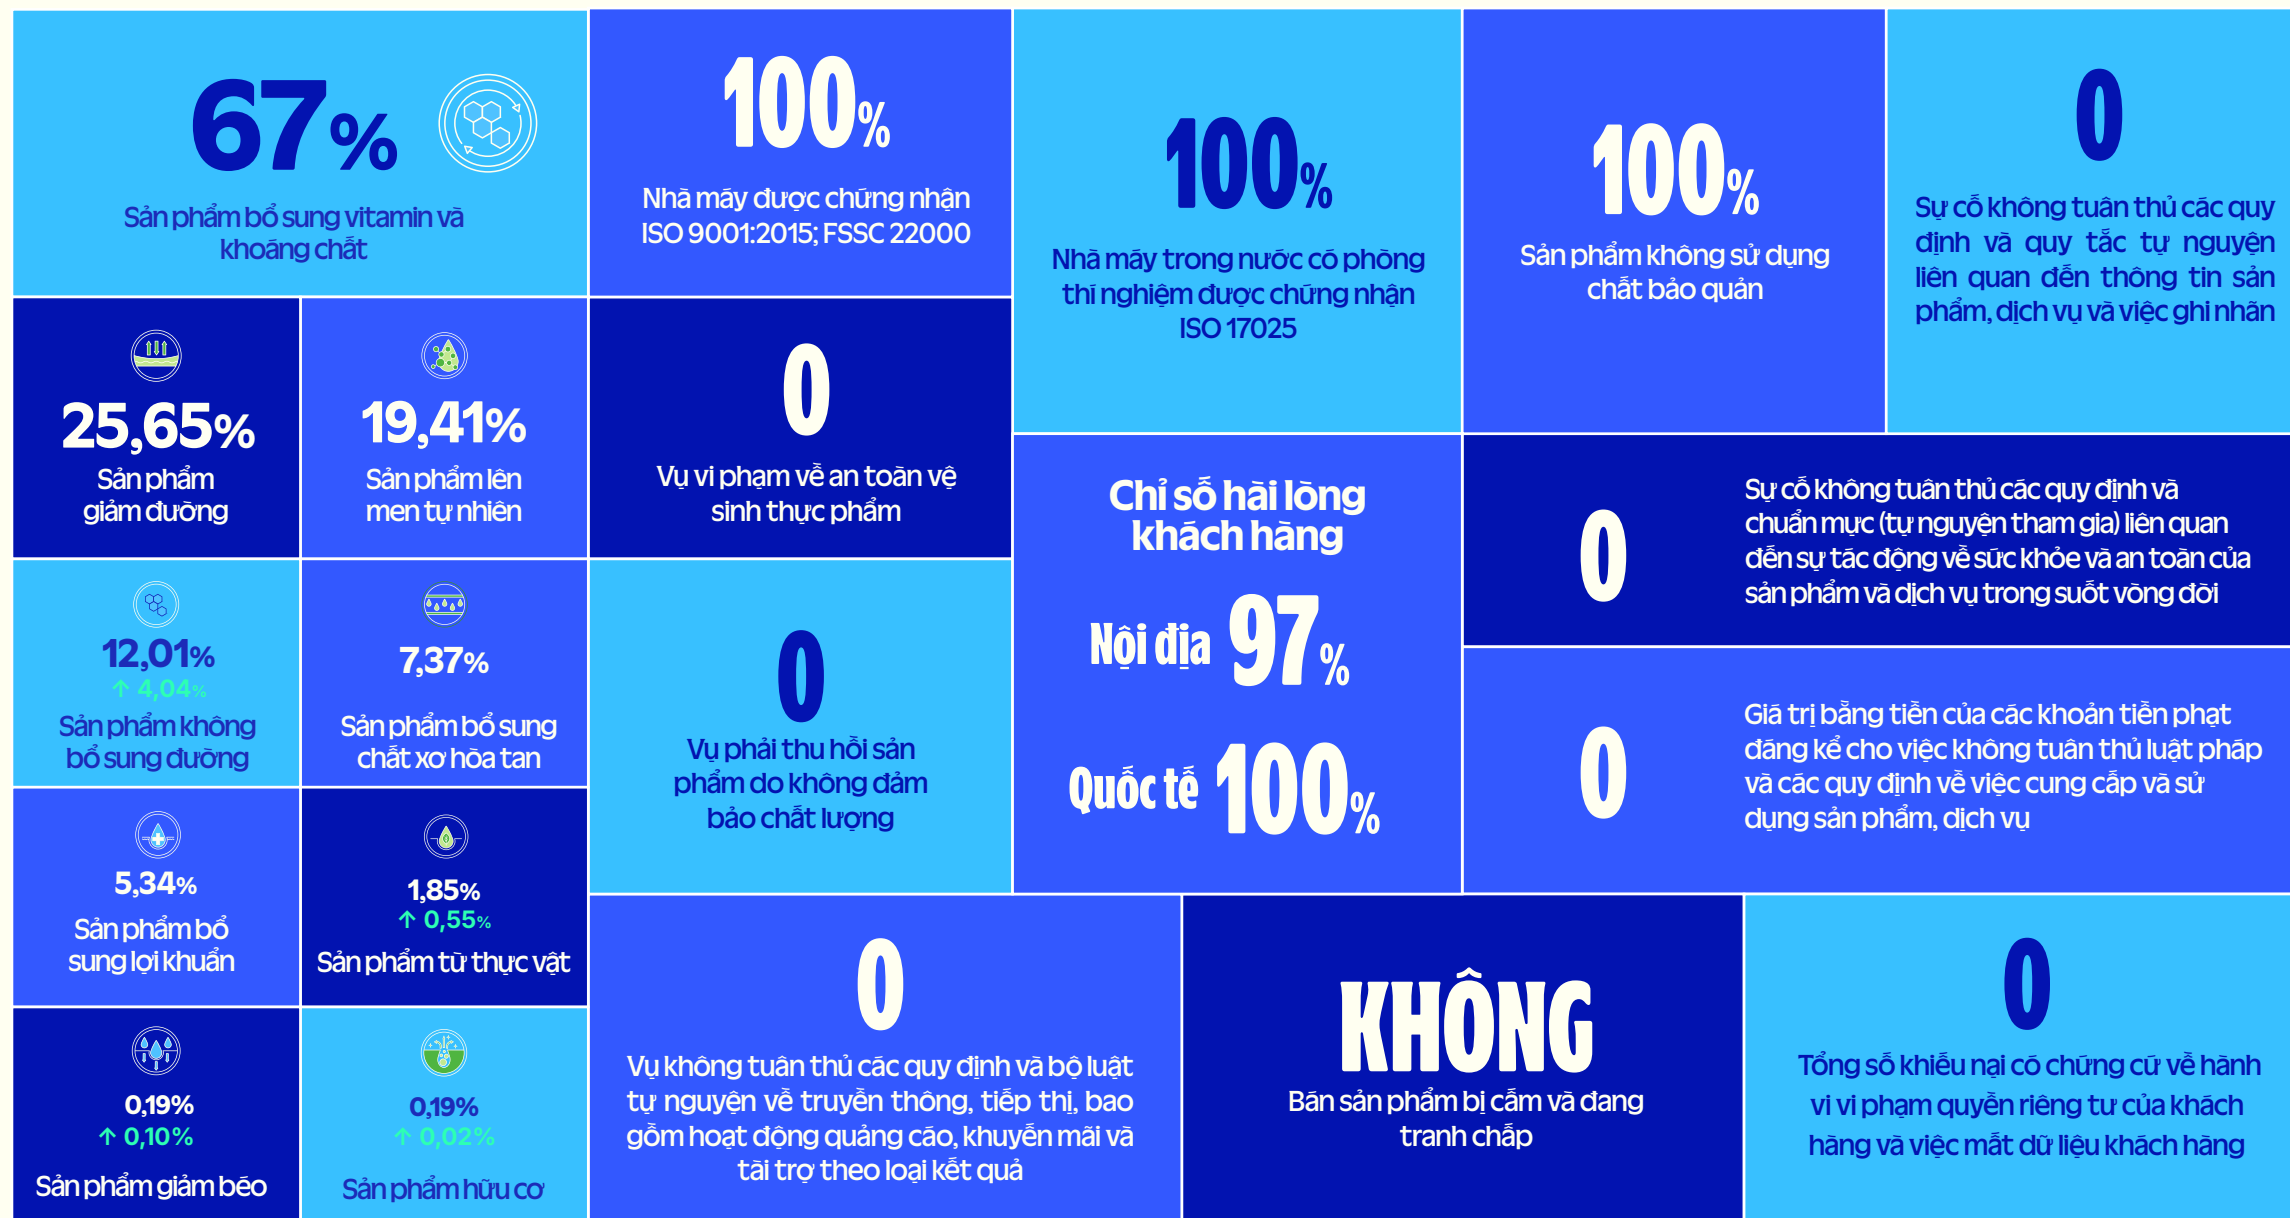 67%
Sản phẩm bổ sung vitamin và
khoáng chất
100%
Nhà máy được chứng nhận
ISO 9001:2015; FSSC 22000
100%
Nhà máy trong nước có phòng
thí nghiệm được chứng nhận
ISO 17025
100%
Sản phẩm không sử dụng
chất bảo quản
0
Sự cố không tuân thủ các quy
định và quy tắc tự nguyện
liên quan đến thông tin sản
phẩm, dịch vụ và việc ghi nhãn
25,65%
Sản phẩm
giảm đường
19,41%
Sản phẩm lên
men tự nhiên
0
Vụ vi phạm về an toàn vệ
sinh thực phẩm
Chỉ số hài lòng
khách hàng
Nội địa 97%
Quốc tế 100%
0
Sự cố không tuân thủ các quy định và
chuẩn mực (tự nguyện tham gia) liên quan
đến sự tác động về sức khỏe và an toàn của
sản phẩm và dịch vụ trong suốt vòng đời
12,01%
↑ 4,04%
Sản phẩm không
bổ sung đường
7,37%
Sản phẩm bổ sung
chất xơ hòa tan
0
Vụ phải thu hồi sản
phẩm do không đảm
bảo chất lượng
0
Giá trị bằng tiền của các khoản tiền phạt
đáng kể cho việc không tuân thủ luật pháp
và các quy định về việc cung cấp và sử
dụng sản phẩm, dịch vụ
5,34%
Sản phẩm bổ
sung lợi khuẩn
1,85%
↑ 0,55%
Sản phẩm từ thực vật
0,19%
↑ 0,10%
Sản phẩm giảm béo
0,19%
↑ 0,02%
Sản phẩm hữu cơ
0
Vụ không tuân thủ các quy định và bộ luật
tự nguyện về truyền thông, tiếp thị, bao
gồm hoạt động quảng cáo, khuyến mãi và
tài trợ theo loại kết quả
KHÔNG
Bán sản phẩm bị cấm và đang
tranh chấp
0
Tổng số khiếu nại có chứng cứ về hành
vi vi phạm quyền riêng tư của khách
hàng và việc mất dữ liệu khách hàng